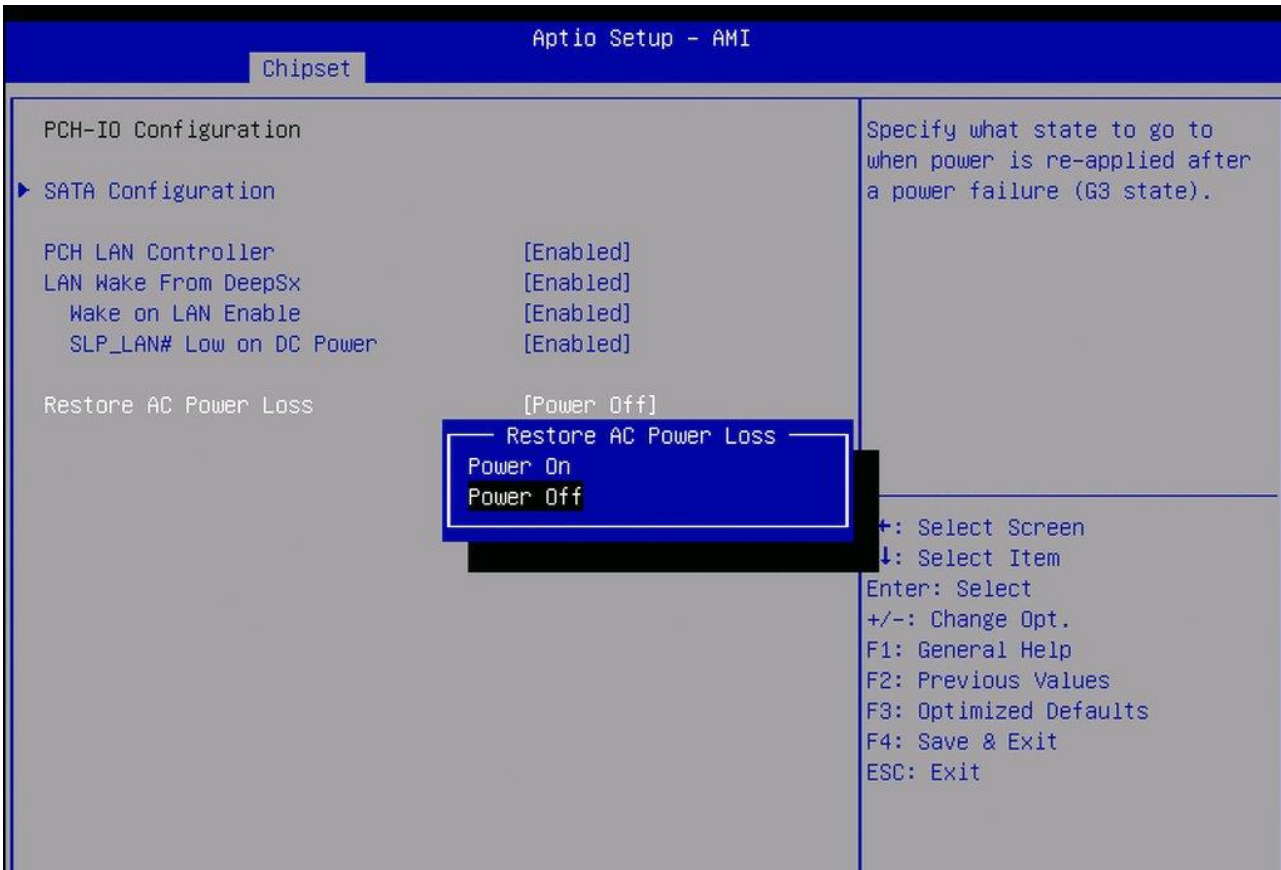 Aptio Setup - AMI
Chipset
PCH-IO Configuration
SATA Configuration
PCH LAN Controller [Enabled]
LAN Wake From DeepSx [Enabled]
Wake on LAN Enable [Enabled]
SLP_LAN# Low on DC Power [Enabled]
Restore AC Power Loss [Power Off]
Restore AC Power Loss
Power On
Power Off
Specify what state to go to
when power is re-applied after
a power failure (G3 state).
: Select Screen
↓: Select Item
Enter: Select
+/-: Change Opt.
F1: General Help
F2: Previous Values
F3: Optimized Defaults
F4: Save & Exit
ESC: Exit